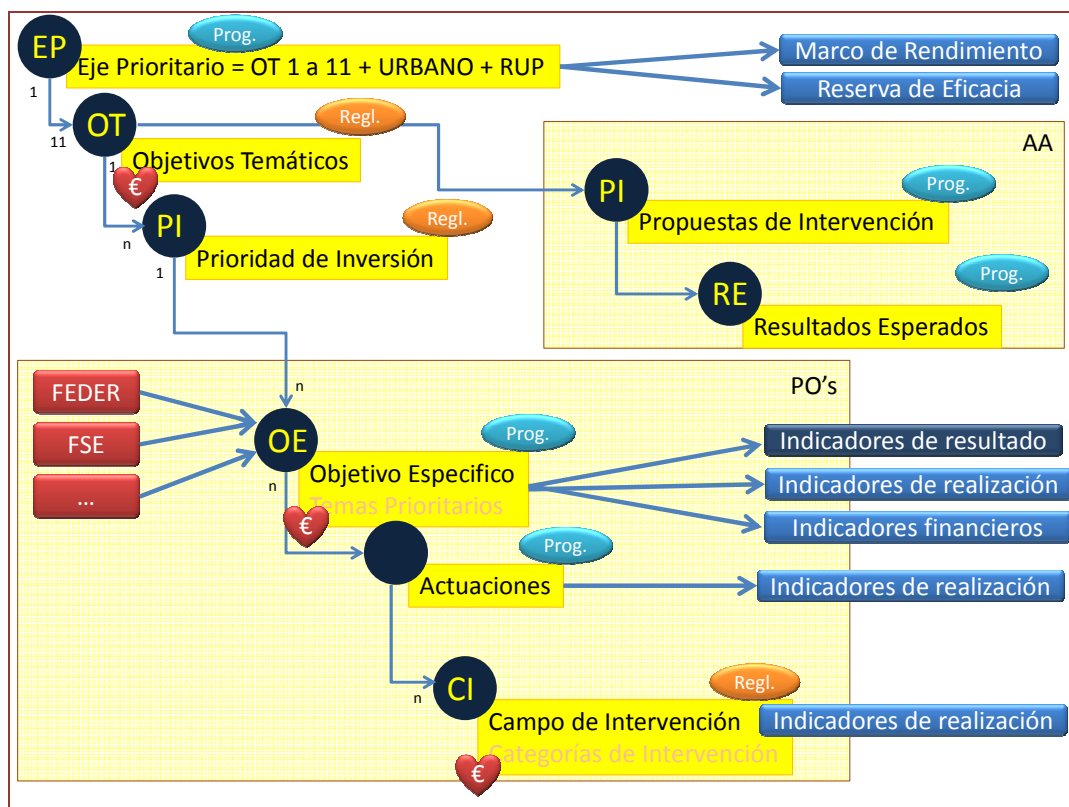 EP
Prog.
Eje Prioritario = OT 1 a 11 + URBANO + RUP
Marco de Rendimiento
Reserva de Eficacia
1
11
OT
Regl.
1
Objetivos Temáticos
€
n
PI
Regl.
Prioridad de Inversión
1
AA
PI
Prog.
Propuestas de Intervención
RE
Prog.
Resultados Esperados
n
PO's
FEDER
FSE
...
OE
Prog.
Objetivo Especifico
Temas Prioritarios
n
€
Indicadores de resultado
Indicadores de realización
Indicadores financieros
Prog.
Actuaciones
Indicadores de realización
n
CI
Regl.
Campo de Intervención
Categorías de Intervención
Indicadores de realización
€